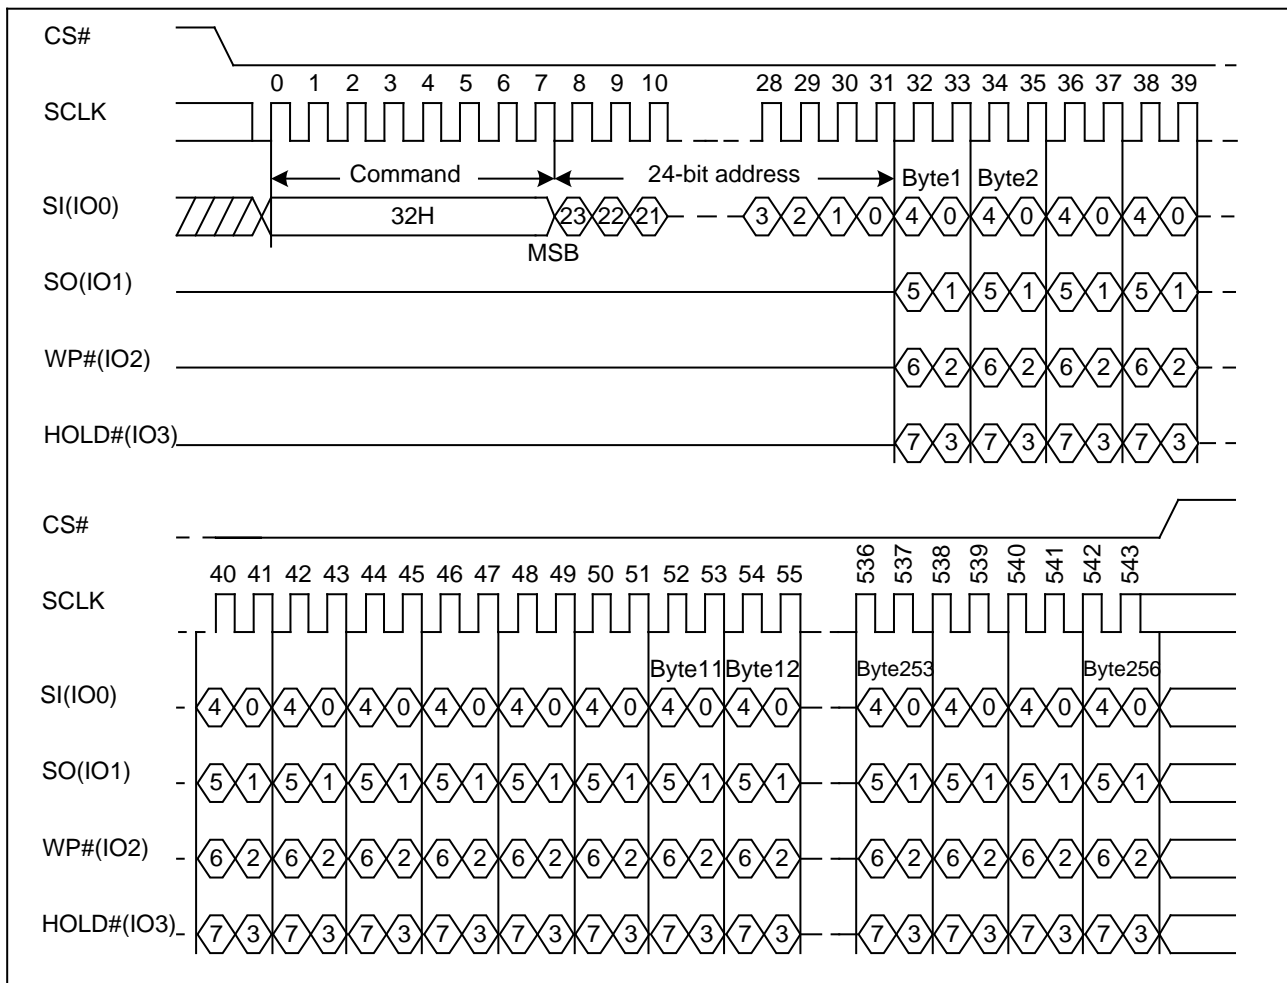 CS#
0 1 2 3 4 5 6 7 8 9 10 28 29 30 31 32 33 34 35 36 37 38 39
SCLK
Command 24-bit address Byte1 Byte2
SI(IO0) 32H 23 22 21 3 2 1 0 4 0 4 0 4 0 4 0
MSB
SO(IO1) 5 1 5 1 5 1 5 1
WP#(IO2) 6 2 6 2 6 2 6 2
HOLD#(IO3) 7 3 7 3 7 3 7 3
CS#
40 41 42 43 44 45 46 47 48 49 50 51 52 53 54 55 536 537 538 539 540 541 542 543
SCLK
Byte11 Byte12 Byte253 Byte256
SI(IO0) 4 0 4 0 4 0 4 0 4 0 4 0 4 0 4 0 4 0 4 0 4 0 4 0
SO(IO1) 5 1 5 1 5 1 5 1 5 1 5 1 5 1 5 1 5 1 5 1 5 1 5 1
WP#(IO2) 6 2 6 2 6 2 6 2 6 2 6 2 6 2 6 2 6 2 6 2 6 2 6 2
HOLD#(IO3) 7 3 7 3 7 3 7 3 7 3 7 3 7 3 7 3 7 3 7 3 7 3 7 3